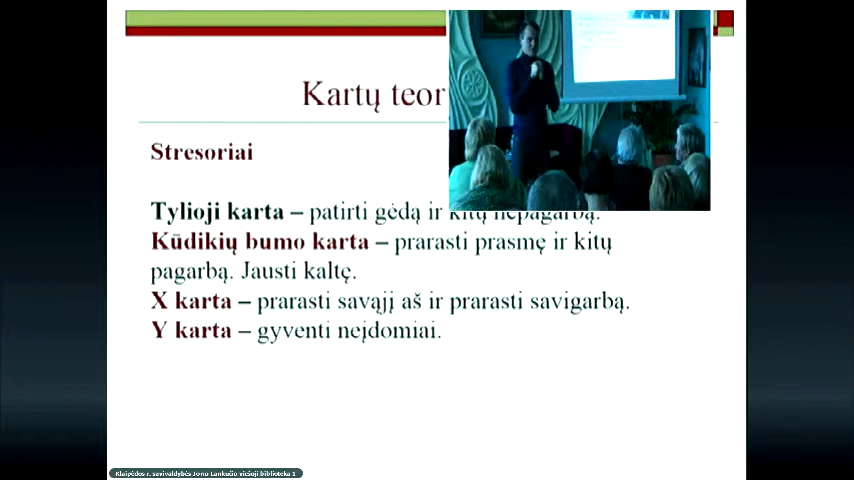 Kartų teor
Stresoriai
Tylioji karta – patirti gėdą ir kitų nepagarbą.
Kūdikių bumo karta – prarasti prasmę ir kitų
pagarbą. Jausti kaltę.
X karta – prarasti savąjį aš ir prarasti savigarbą.
Y karta – gyventi neįdomiai.
Klaipėdos r. savivaldybės Jono Lankučio viešoji biblioteka 1